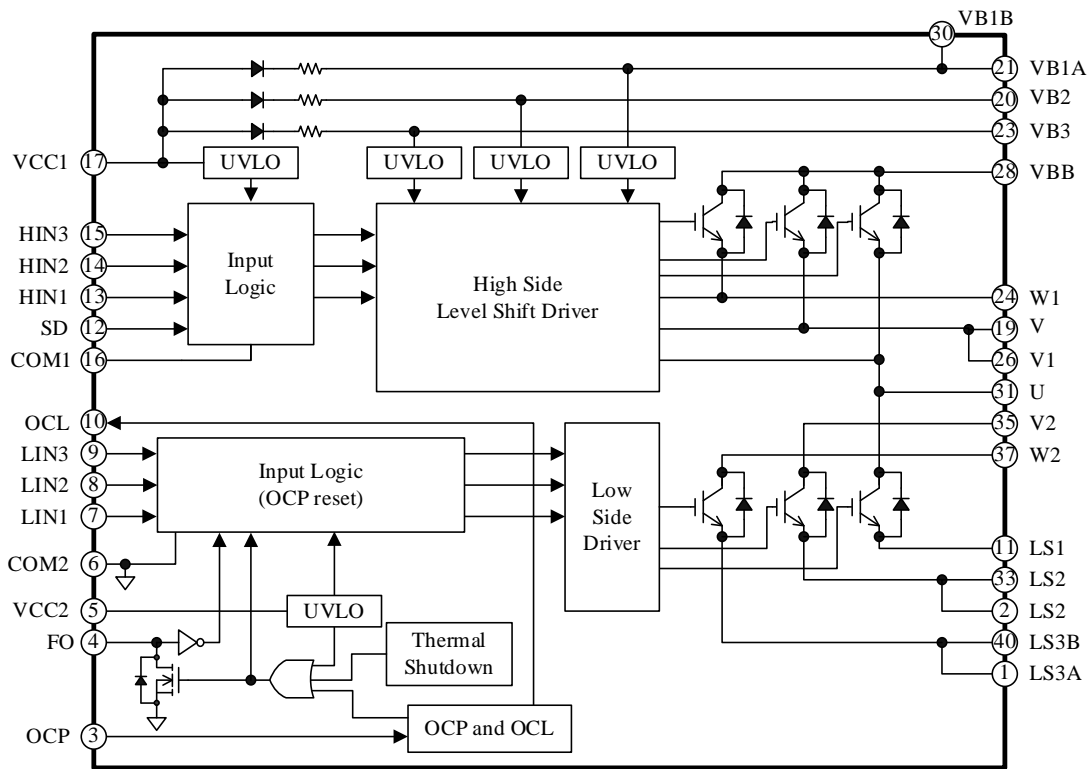 VB1B
30
21 VB1A
20 VB2
23 VB3
VCC1 17
UVLO
UVLO
UVLO
UVLO
28 VBB
HIN3 15
HIN2 14
HIN1 13
SD 12
COM1 16
Input
Logic
High Side
Level Shift Driver
24 W1
19 V
26 V1
31 U
35 V2
37 W2
OCL 10
LIN3 9
LIN2 8
LIN1 7
COM2 6
VCC2 5
FO 4
OCP 3
Input Logic
(OCP reset)
Low
Side
Driver
UVLO
Thermal
Shutdown
OCP and OCL
11 LS1
33 LS2
2 LS2
40 LS3B
1 LS3A